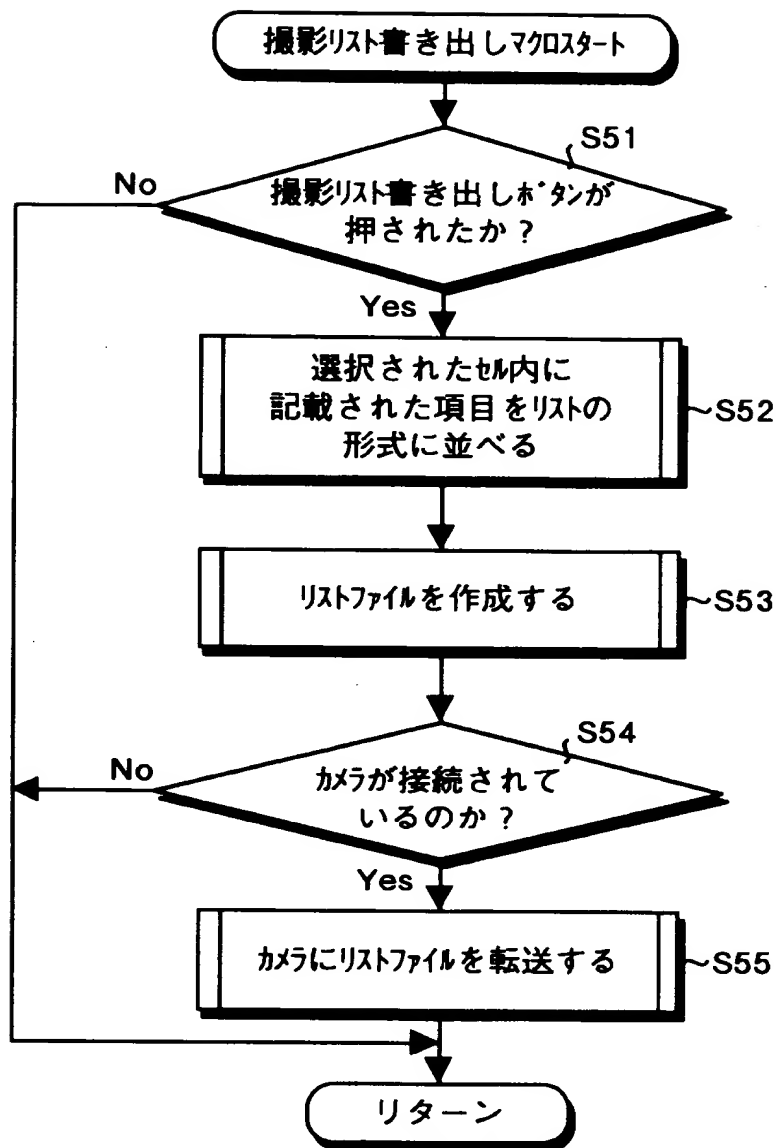 撮影リスト書き出しマクロスタート
S51
No
撮影リスト書き出しボタンが
押されたか？
Yes
選択されたセル内に
記載された項目をリストの
形式に並べる
S52
リストファイルを作成する
S53
S54
No
カメラが接続されて
いるのか？
Yes
カメラにリストファイルを転送する
S55
リターン